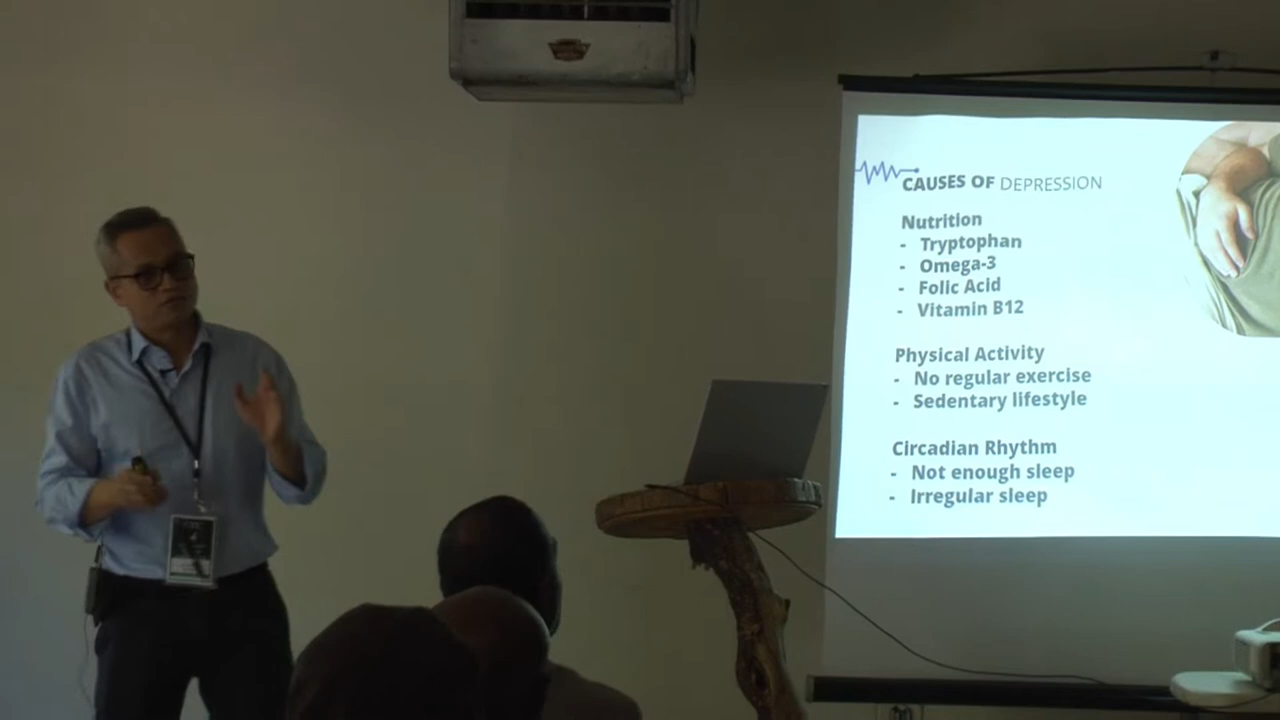 CAUSES OF DEPRESSION
Nutrition
- Tryptophan
- Omega-3
- Folic Acid
- Vitamin B12
Physical Activity
- No regular exercise
- Sedentary lifestyle
Circadian Rhythm
- Not enough sleep
- Irregular sleep